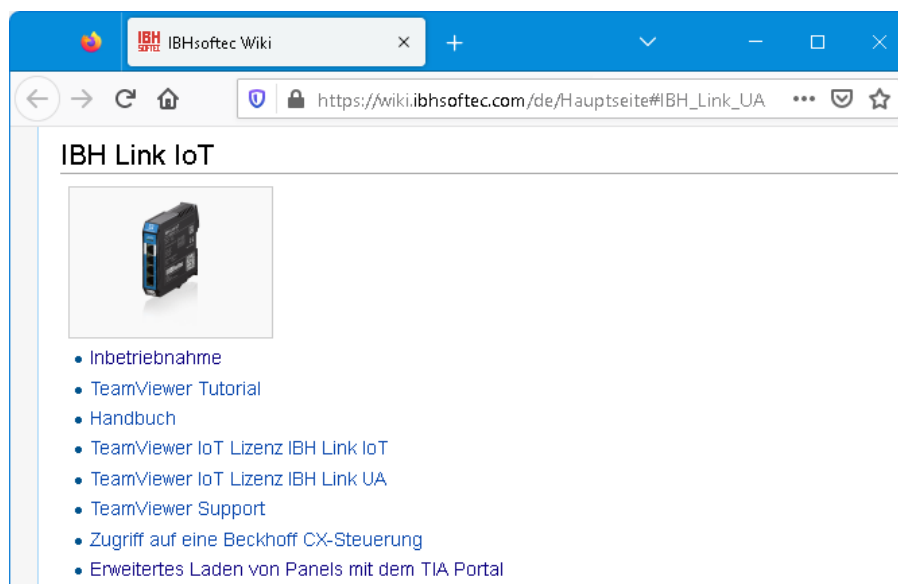 IBH
SOFTEC
IBHsoftec Wiki
https://wiki.ibhsoftec.com/de/Hauptseite#IBH_Link_UA
IBH Link IoT
Inbetriebnahme
TeamViewer Tutorial
Handbuch
TeamViewer IoT Lizenz IBH Link IoT
TeamViewer IoT Lizenz IBH Link UA
TeamViewer Support
Zugriff auf eine Beckhoff CX-Steuerung
Erweitertes Laden von Panels mit dem TIA Portal